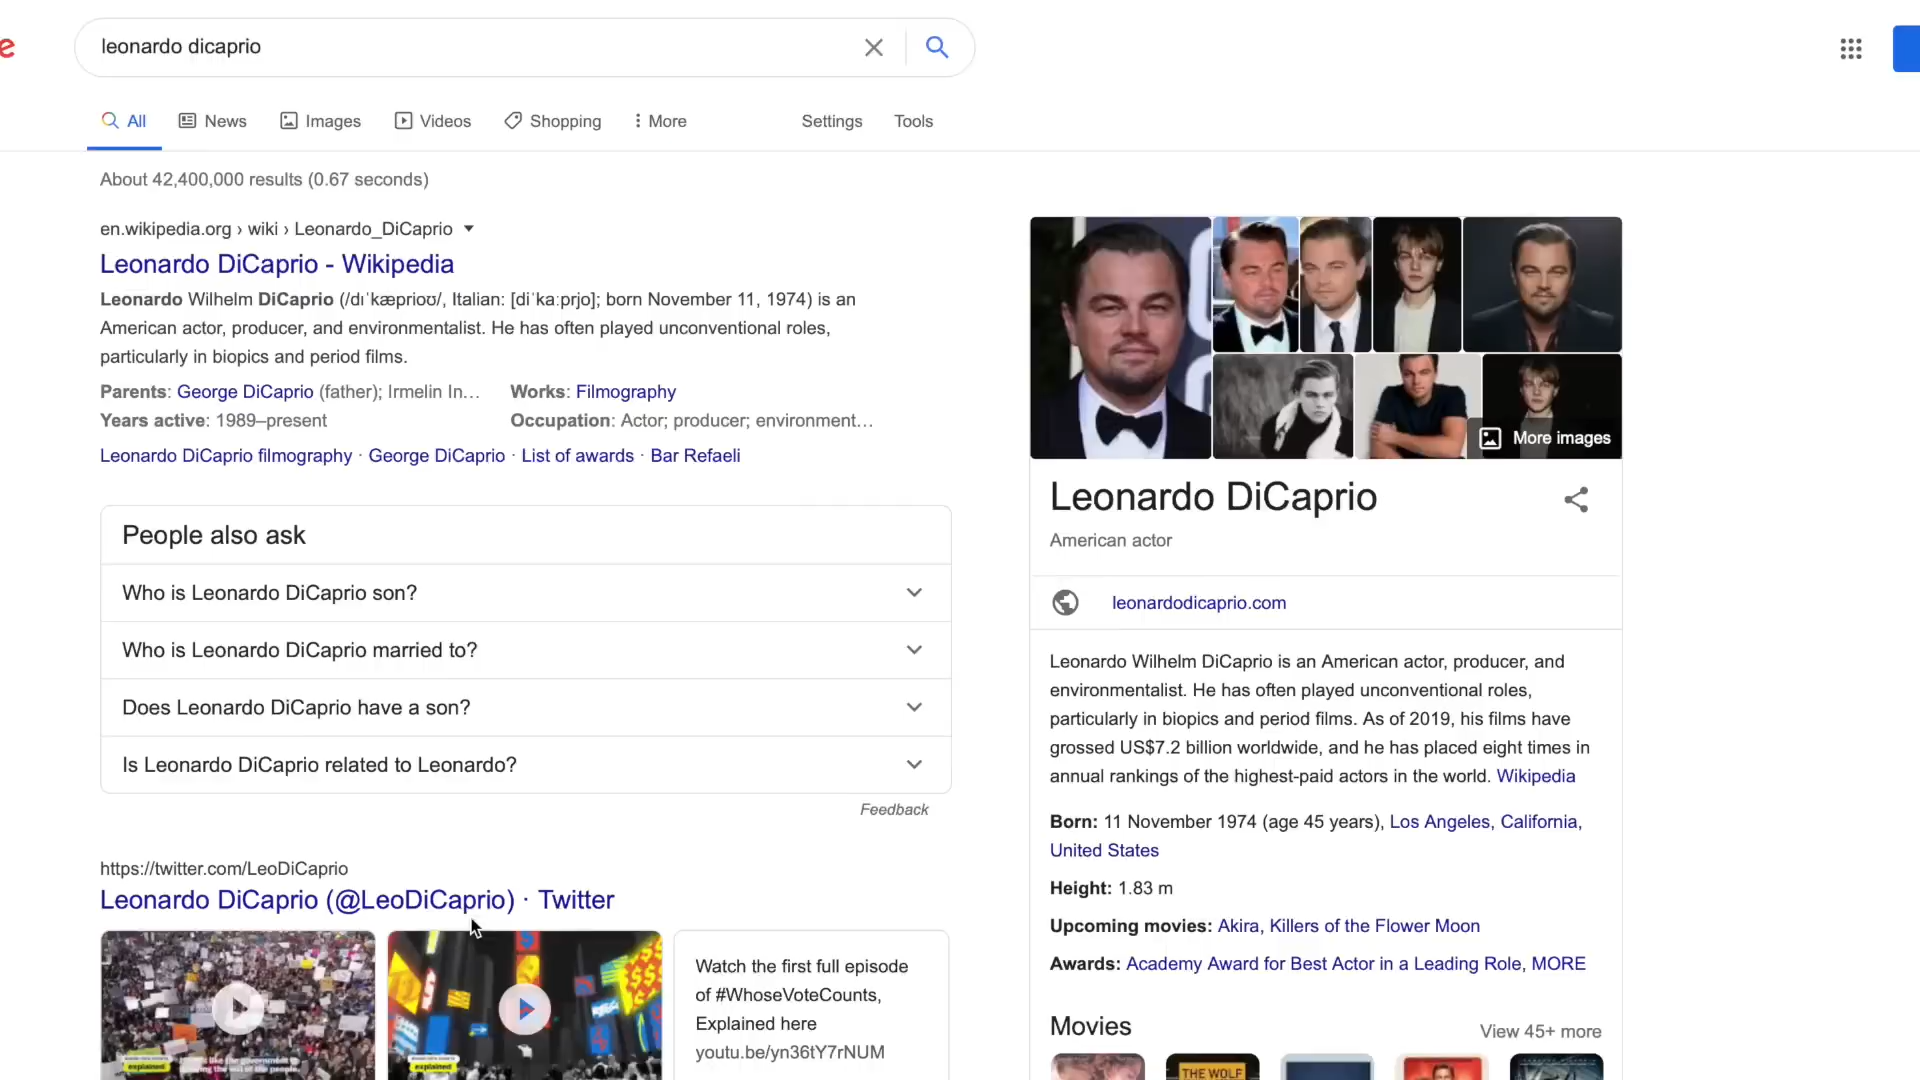 e
leonardo dicaprio
All
News
Images
Videos
Shopping
More
Settings
Tools
About 42,400,000 results (0.67 seconds)
en.wikipedia.org › wiki › Leonardo_DiCaprio
Leonardo DiCaprio - Wikipedia
Leonardo Wilhelm DiCaprio (/dɪˈkæprioʊ/, Italian: [diˈkaːprjo]; born November 11, 1974) is an
American actor, producer, and environmentalist. He has often played unconventional roles,
particularly in biopics and period films.
Parents: George DiCaprio (father); Irmelin In...
Works: Filmography
Years active: 1989–present
Occupation: Actor; producer; environment...
Leonardo DiCaprio filmography · George DiCaprio · List of awards · Bar Refaeli
People also ask
Who is Leonardo DiCaprio son?
Who is Leonardo DiCaprio married to?
Does Leonardo DiCaprio have a son?
Is Leonardo DiCaprio related to Leonardo?
Feedback
https://twitter.com/LeoDiCaprio
Leonardo DiCaprio (@LeoDiCaprio) · Twitter
explained
explained
Watch the first full episode
of #WhoseVoteCounts,
Explained here
youtu.be/yn36tY7rNUM
More images
Leonardo DiCaprio
American actor
leonardodicaprio.com
Leonardo Wilhelm DiCaprio is an American actor, producer, and
environmentalist. He has often played unconventional roles,
particularly in biopics and period films. As of 2019, his films have
grossed US$7.2 billion worldwide, and he has placed eight times in
annual rankings of the highest-paid actors in the world. Wikipedia
Born: 11 November 1974 (age 45 years), Los Angeles, California,
United States
Height: 1.83 m
Upcoming movies: Akira, Killers of the Flower Moon
Awards: Academy Award for Best Actor in a Leading Role, MORE
Movies
View 45+ more
THE WOLF